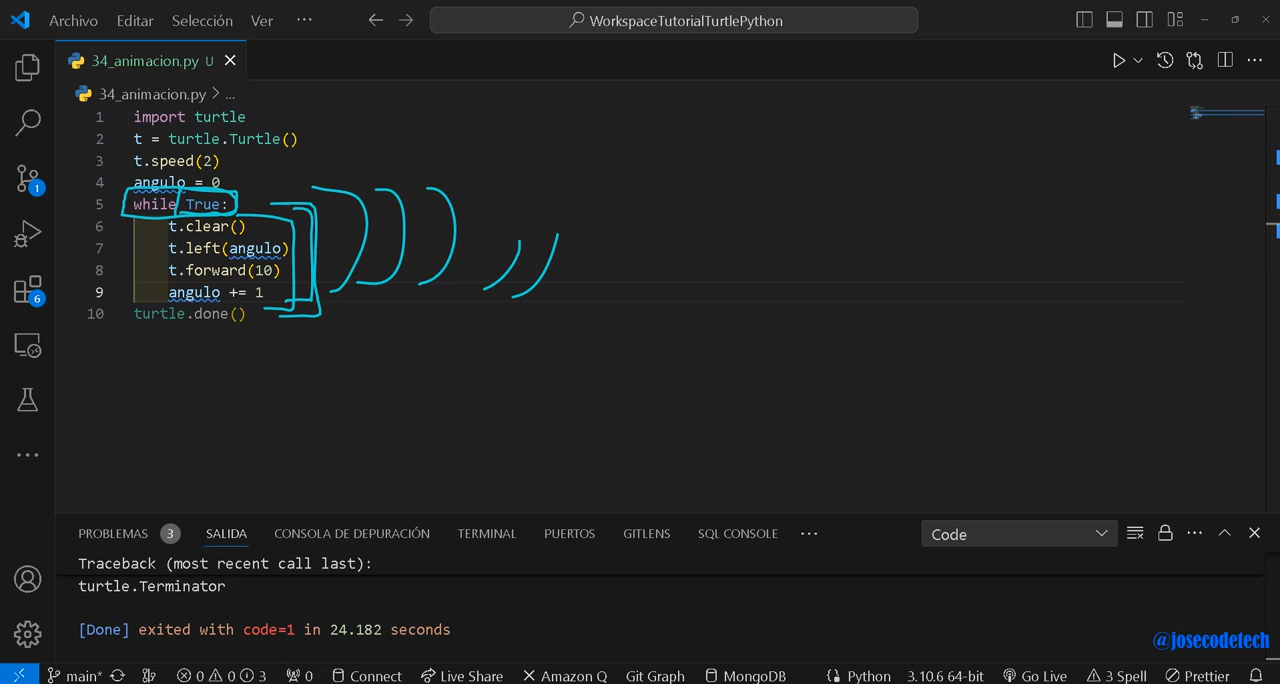 Archivo Editar Selección Ver ··· WorkspaceTutorialTurtlePython
34_animacion.py U
34_animacion.py > ...
1 import turtle
2 t = turtle.Turtle()
3 t.speed(2)
4 angulo = 0
5 while True:
6 t.clear()
7 t.left(angulo)
8 t.forward(10)
9 angulo += 1
10 turtle.done()
1
6
PROBLEMAS 3 SALIDA CONSOLA DE DEPURACIÓN TERMINAL PUERTOS GITLENS SQL CONSOLE ··· Code
Traceback (most recent call last):
turtle.Terminator
[Done] exited with code=1 in 24.182 seconds
@josecodetech
main* 0 0 3 0 Connect Live Share Amazon Q Git Graph MongoDB Python 3.10.6 64-bit Go Live 3 Spell Prettier